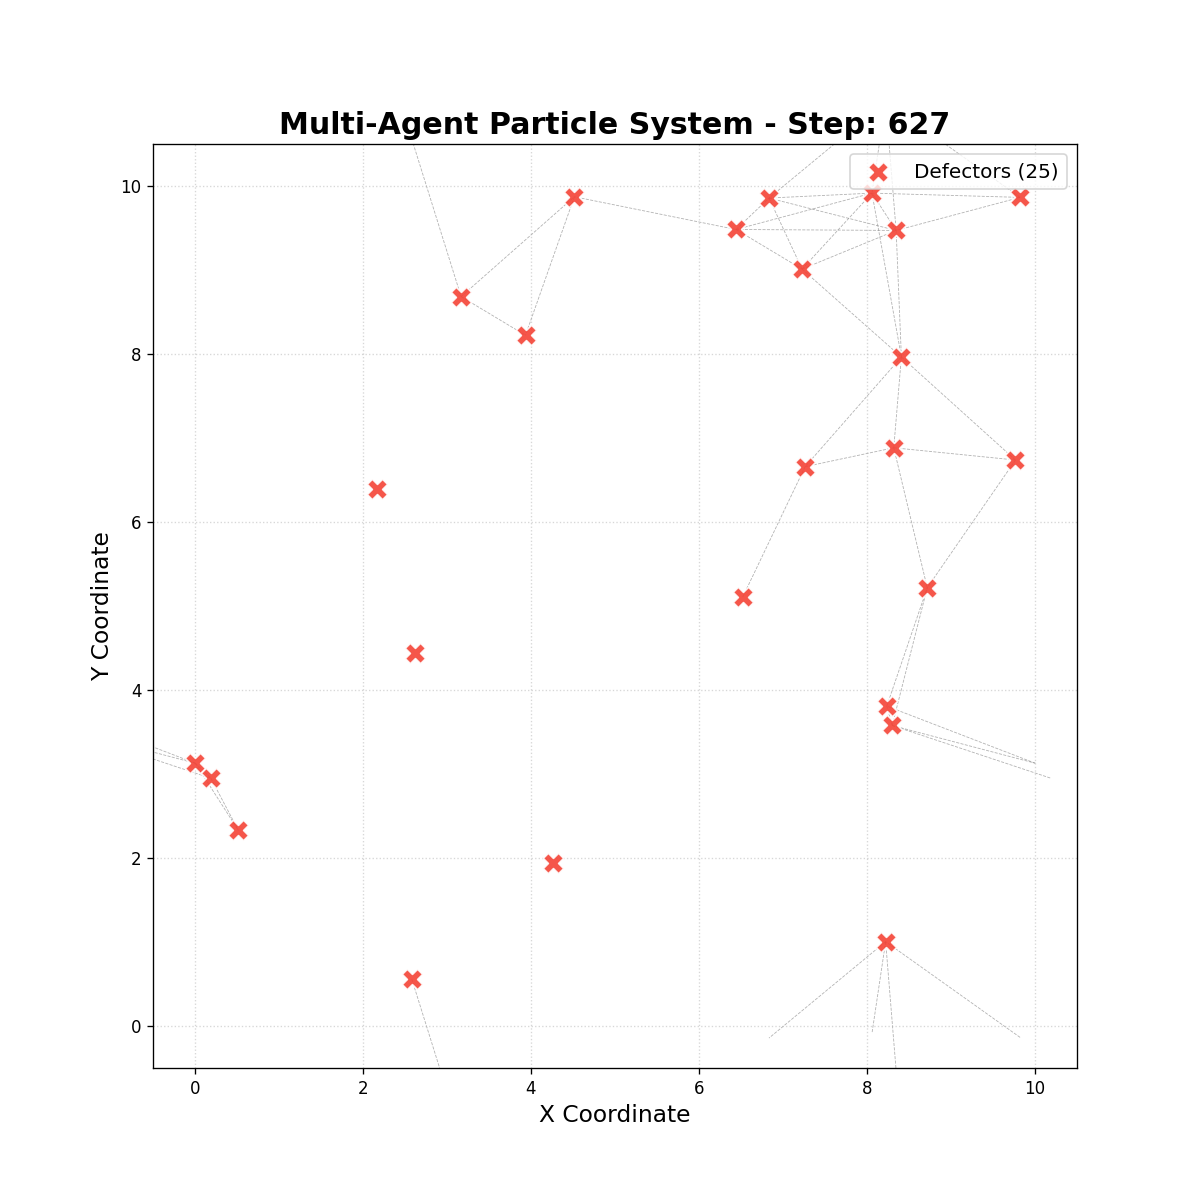 Multi-Agent Particle System - Step: 627
Defectors (25)
10
8
6
4
2
0
Y Coordinate
0 2 4 6 8 10
X Coordinate